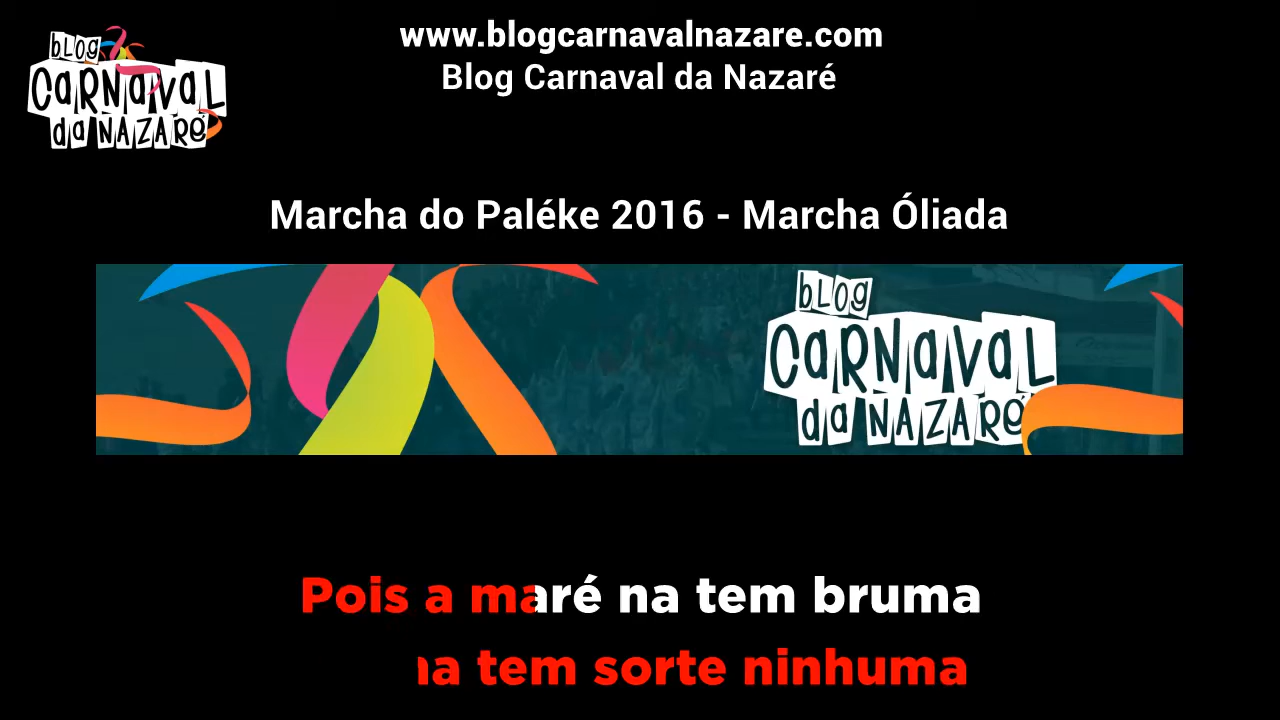 www.blogcarnavalnazare.com
Blog Carnaval da Nazaré
BLOG
CARNAVAL
da NAZARé
Marcha do Paléke 2016 - Marcha Óliada
BLOG
CARNAVAL
da NAZARé
Pois a maré na tem bruma
tem sorte ninhuma